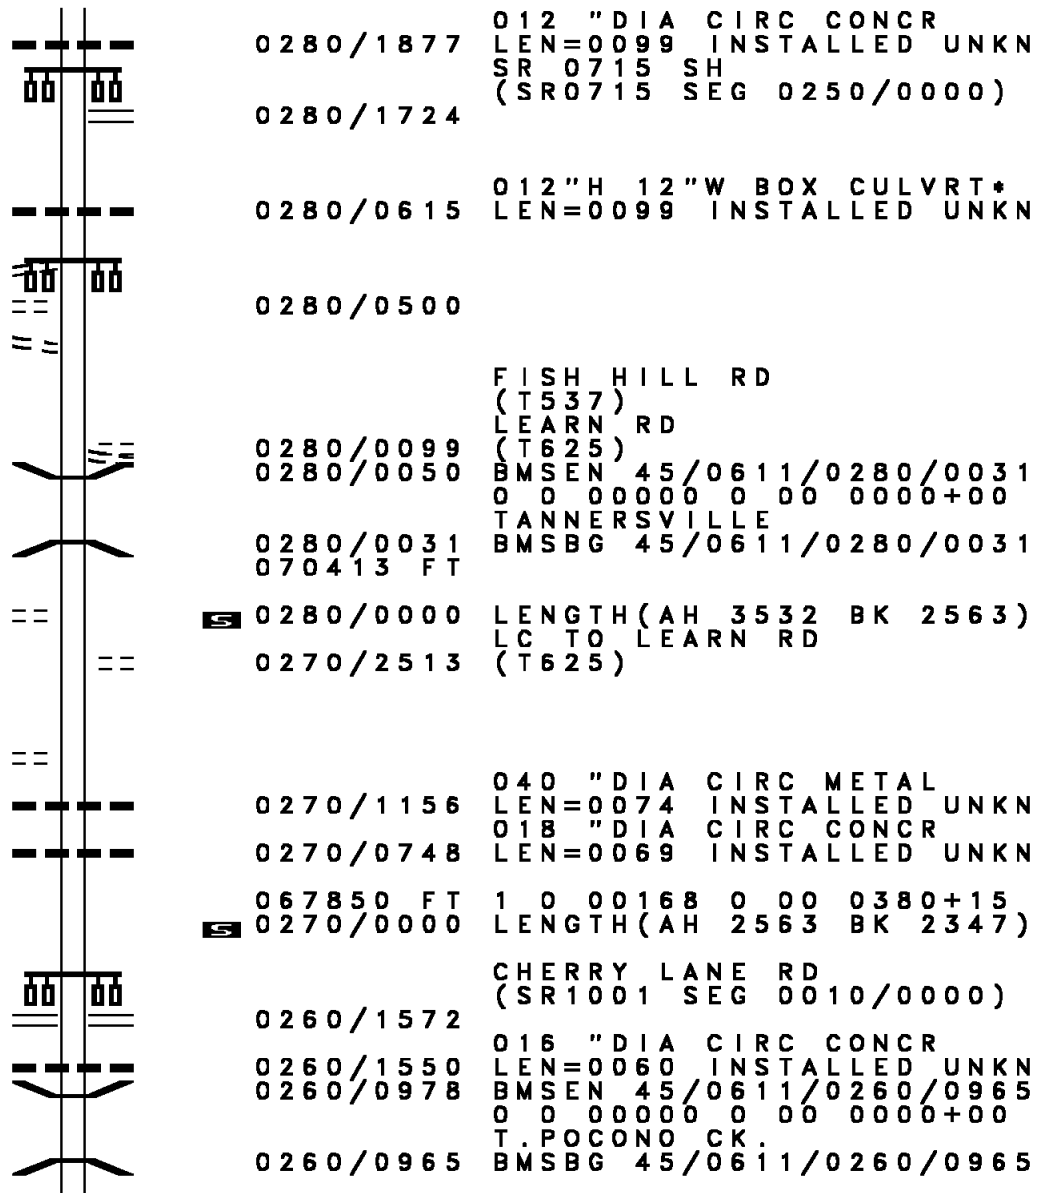 012 "DIA CIRC CONCR
0280/1877 LEN=0099 INSTALLED UNKN
SR 0715 SH
(SR0715 SEG 0250/0000)
0280/1724
012"H 12"W BOX CULVRT*
0280/0615 LEN=0099 INSTALLED UNKN
0280/0500
FISH HILL RD
(T537)
LEARN RD
0280/0099 (T625)
0280/0050 BMSEN 45/0611/0280/0031
0 0 00000 0 00 0000+00
TANNERSVILLE
0280/0031 BMSBG 45/0611/0280/0031
070413 FT
S 0280/0000 LENGTH(AH 3532 BK 2563)
LC TO LEARN RD
0270/2513 (T625)
040 "DIA CIRC METAL
0270/1156 LEN=0074 INSTALLED UNKN
018 "DIA CIRC CONCR
0270/0748 LEN=0069 INSTALLED UNKN
067850 FT 1 0 00168 0 00 0380+15
S 0270/0000 LENGTH(AH 2563 BK 2347)
CHERRY LANE RD
(SR1001 SEG 0010/0000)
0260/1572
016 "DIA CIRC CONCR
0260/1550 LEN=0060 INSTALLED UNKN
0260/0978 BMSEN 45/0611/0260/0965
0 0 00000 0 00 0000+00
T.POCONO CK.
0260/0965 BMSBG 45/0611/0260/0965